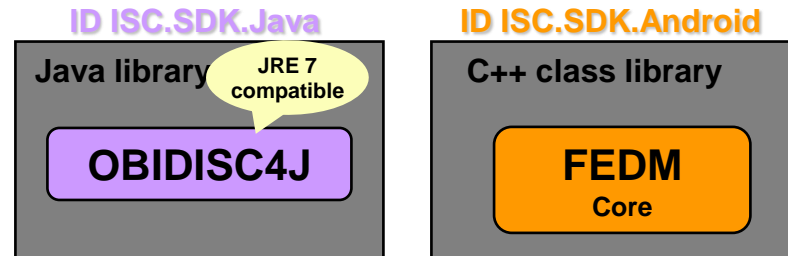 ID ISC.SDK.Java
Java library
JRE 7
compatible
OBIDISC4J
ID ISC.SDK.Android
C++ class library
FEDM
Core